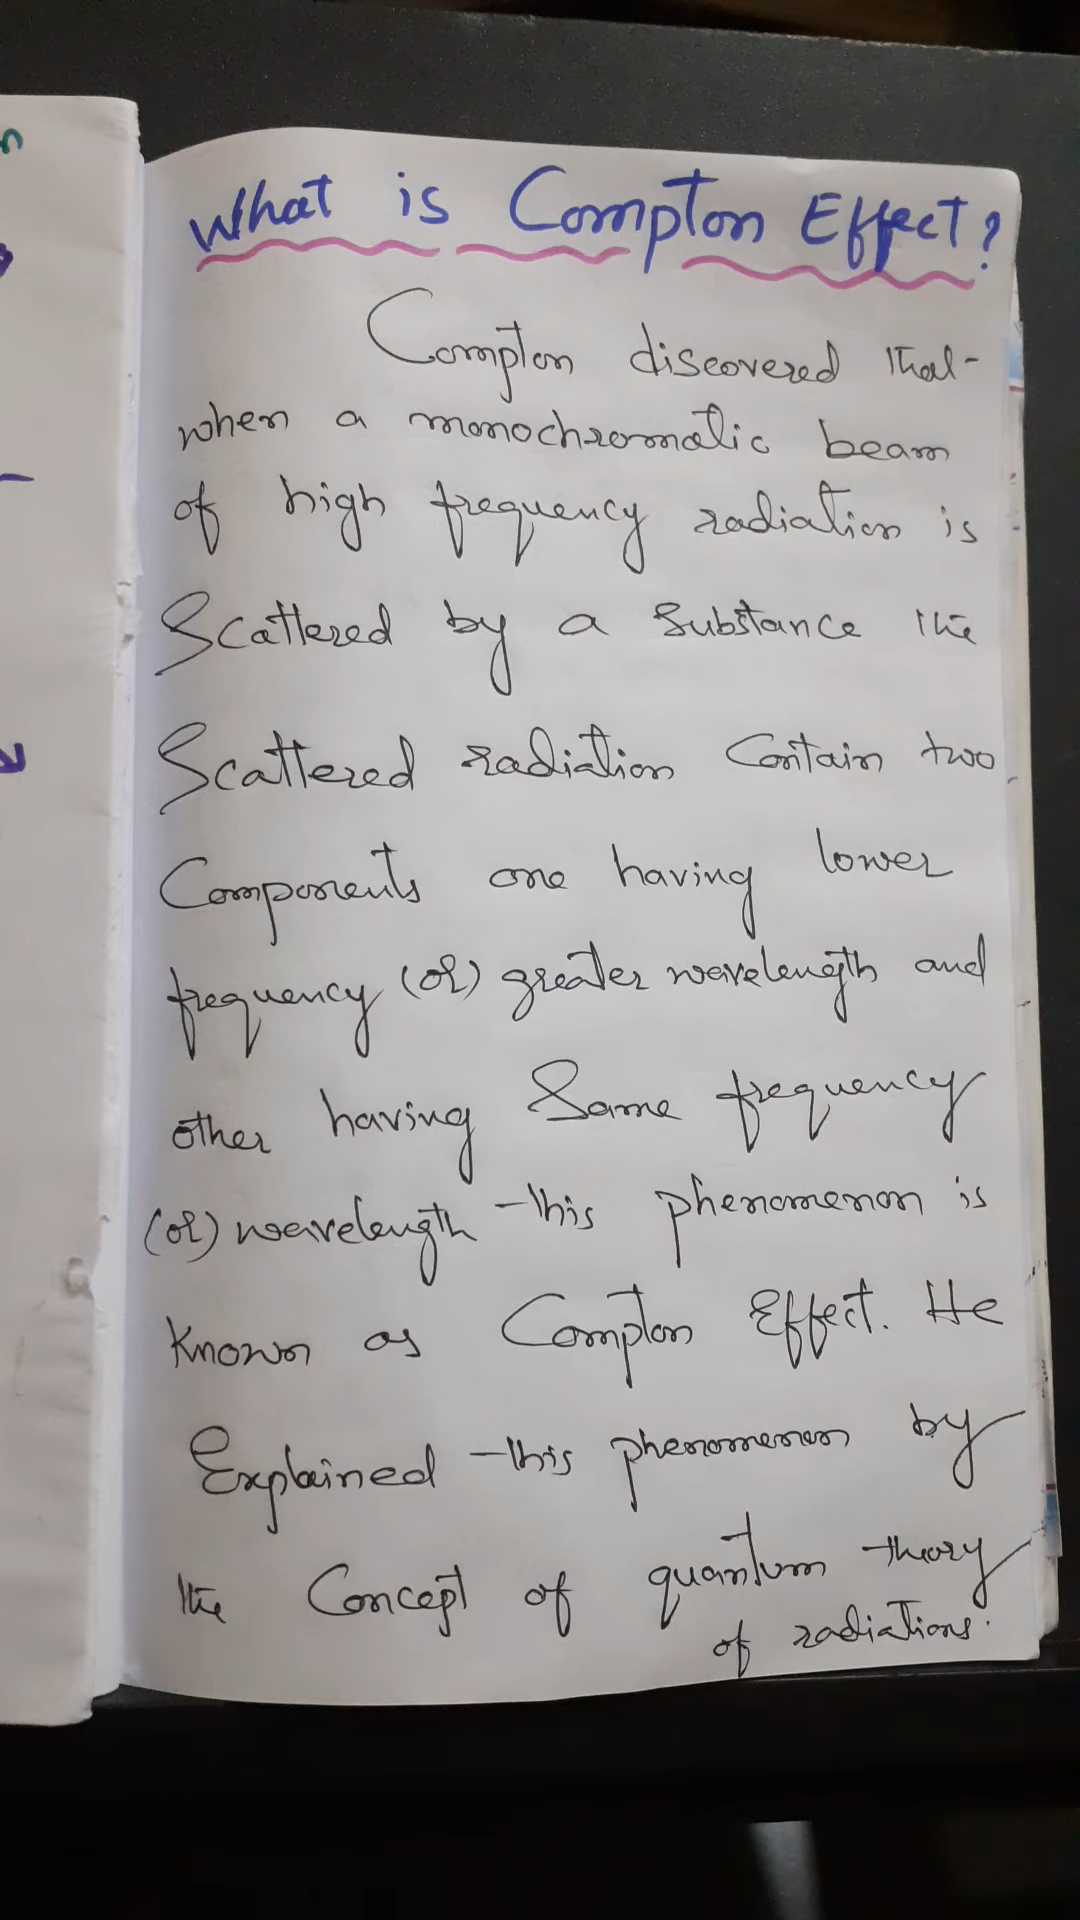 What is Compton Effect?
Compton discovered that
when a monochromatic beam
of high frequency radiation is
Scattered by a Substance the
Scattered radiation Contain two
Components one having lower
frequency (or) greater wavelength and
other having Same frequency
(or) wavelength this phenomenon is
Known as Compton Effect. He
Explained this phenomenon by
the Concept of quantum theory
of radiations.